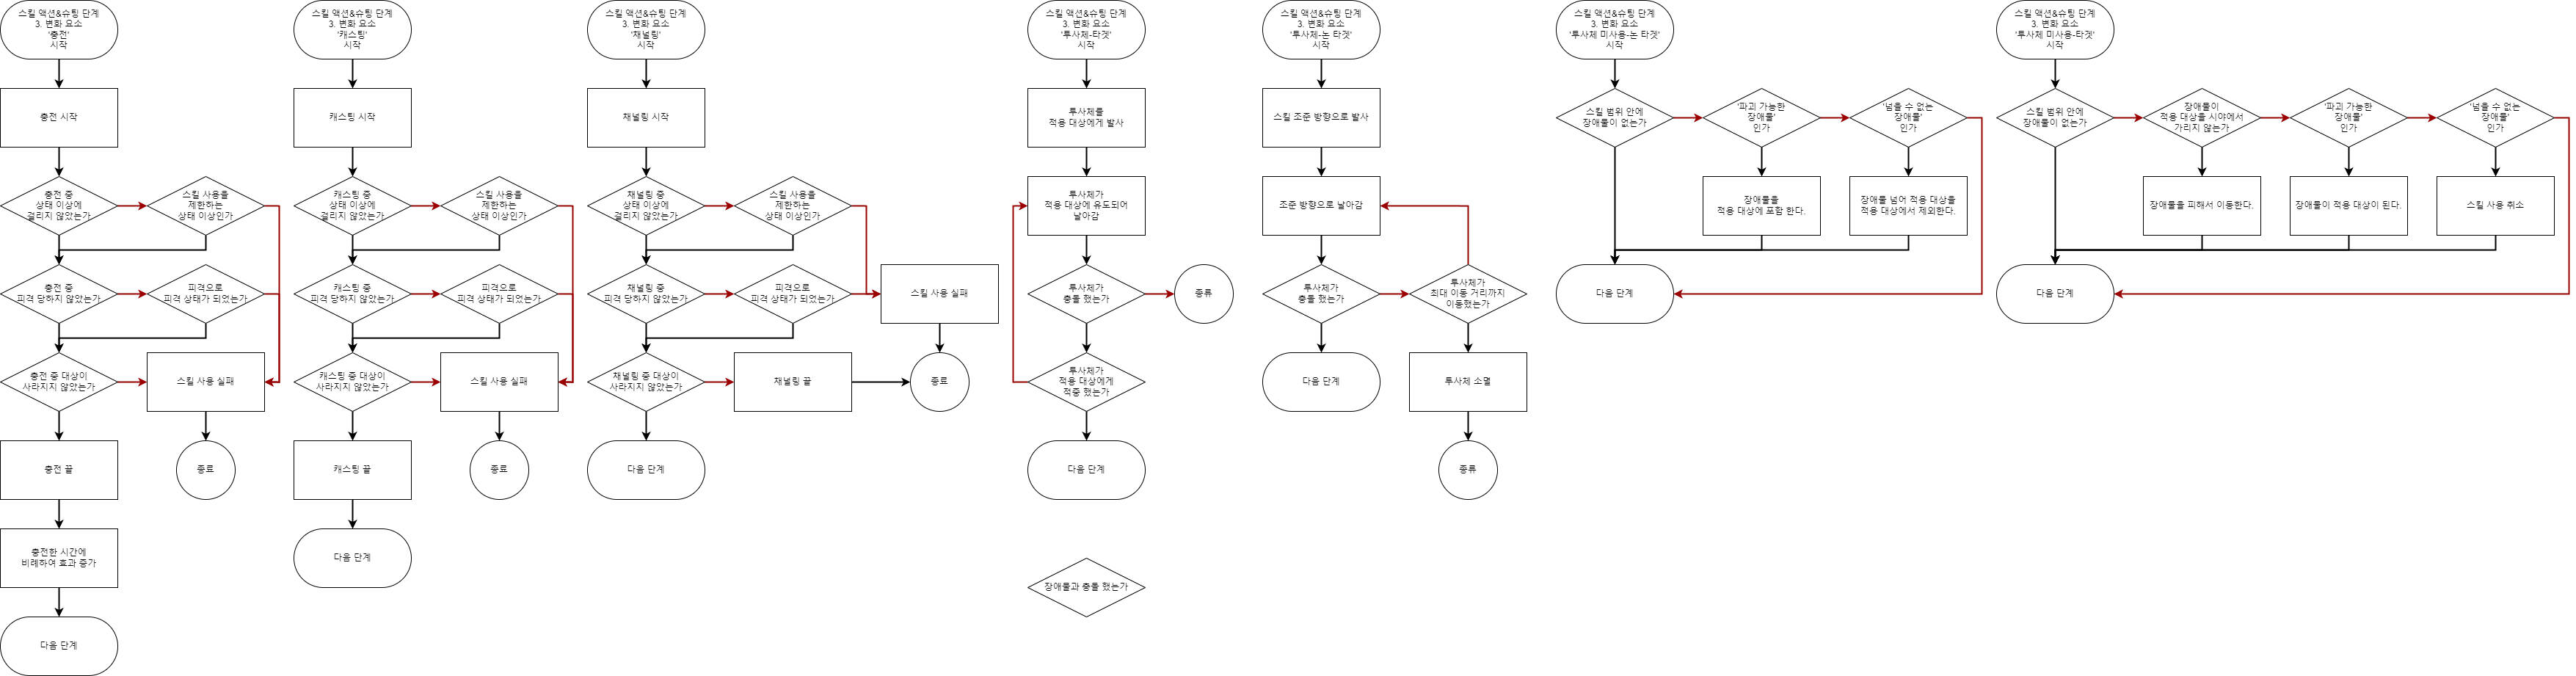 스킬 액션&슈팅 단계
3. 변화 요소
'충전'
시작
충전 시작
충전 중
상태 이상에
걸리지 않았는가
스킬 사용을
제한하는
상태 이상인가
충전 중
피격 당하지 않았는가
피격으로
피격 상태가 되었는가
충전 중 대상이
사라지지 않았는가
스킬 사용 실패
충전 끝
종료
충전한 시간에
비례하여 효과 증가
다음 단계
스킬 액션&슈팅 단계
3. 변화 요소
'캐스팅'
시작
캐스팅 시작
캐스팅 중
상태 이상에
걸리지 않았는가
스킬 사용을
제한하는
상태 이상인가
캐스팅 중
피격 당하지 않았는가
피격으로
피격 상태가 되었는가
캐스팅 중 대상이
사라지지 않았는가
스킬 사용 실패
캐스팅 끝
종료
다음 단계
스킬 액션&슈팅 단계
3. 변화 요소
'채널링'
시작
채널링 시작
채널링 중
상태 이상에
걸리지 않았는가
스킬 사용을
제한하는
상태 이상인가
채널링 중
피격 당하지 않았는가
피격으로
피격 상태가 되었는가
스킬 사용 실패
채널링 중 대상이
사라지지 않았는가
채널링 끝
종료
다음 단계
스킬 액션&슈팅 단계
3. 변화 요소
'투사체-타겟'
시작
투사체를
적용 대상에게 발사
투사체가
적용 대상에 유도되어
날아감
투사체가
충돌 했는가
종류
투사체가
적용 대상에게
적중 했는가
다음 단계
장애물과 충돌 했는가
스킬 액션&슈팅 단계
3. 변화 요소
'투사체-논 타겟'
시작
스킬 조준 방향으로 발사
조준 방향으로 날아감
투사체가
충돌 했는가
투사체가
최대 이동 거리까지
이동했는가
다음 단계
투사체 소멸
종류
스킬 액션&슈팅 단계
3. 변화 요소
'투사체 미사용-논 타겟'
시작
스킬 범위 안에
장애물이 없는가
'파괴 가능한
장애물'
인가
'넘을 수 없는
장애물'
인가
장애물을
적용 대상에 포함 한다.
장애물 넘어 적용 대상을
적용 대상에서 제외한다.
다음 단계
스킬 액션&슈팅 단계
3. 변화 요소
'투사체 미사용-타겟'
시작
스킬 범위 안에
장애물이 없는가
장애물이
적용 대상을 시야에서
가리지 않는가
'파괴 가능한
장애물'
인가
'넘을 수 없는
장애물'
인가
장애물을 피해서 이동한다.
장애물이 적용 대상이 된다.
스킬 사용 취소
다음 단계